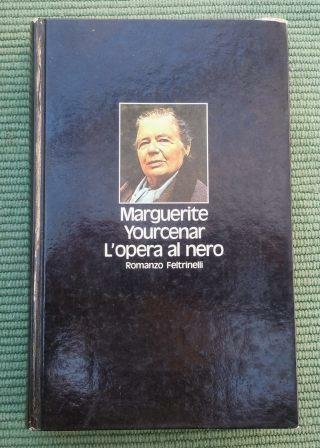 Marguerite
Yourcenar
L'opera al nero
Romanzo Feltrinelli